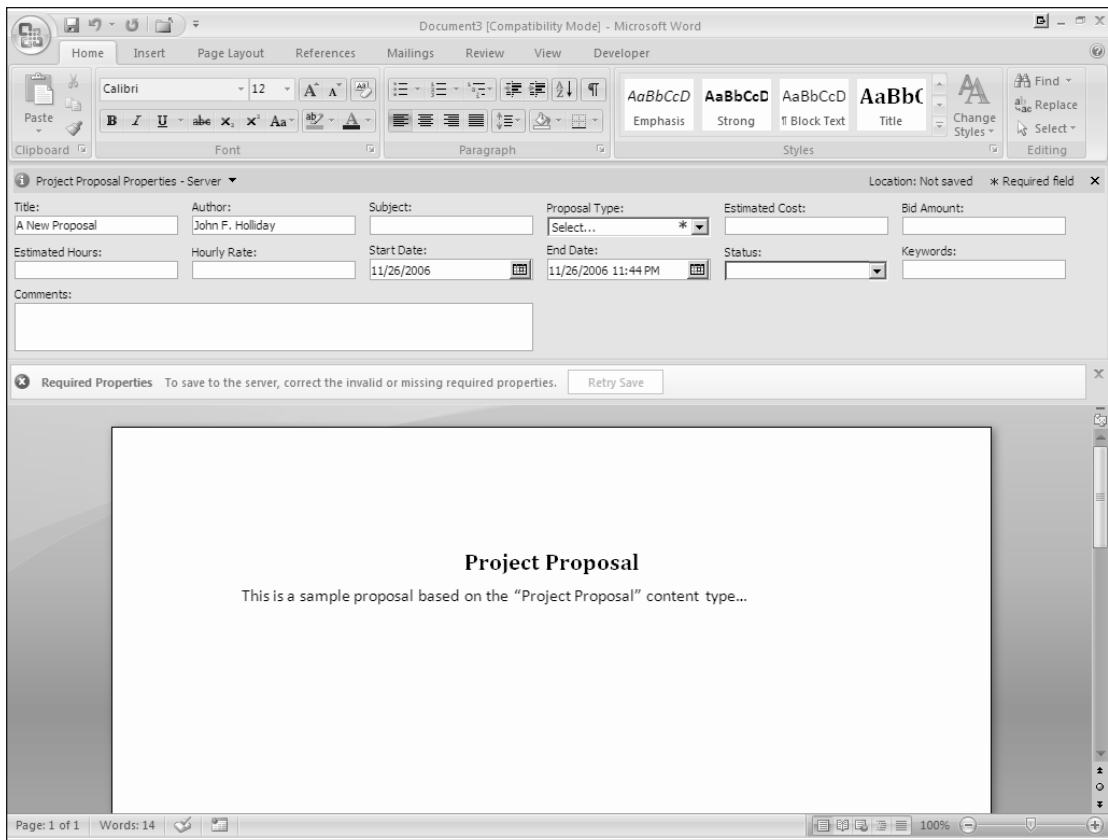 Document3 [Compatibility Mode] - Microsoft Word
Home Insert Page Layout References Mailings Review View Developer
Calibri 12
Paste
B I U abe X₂ X² Aa A
AaBbCcD AaBbCcD AaBbCcD AaBb(
Emphasis Strong ¶ Block Text Title
Change Styles
Find
Replace
Select
Clipboard Font Paragraph Styles Editing
Project Proposal Properties - Server Location: Not saved * Required field
Title: Author: Subject: Proposal Type: Estimated Cost: Bid Amount:
A New Proposal John F. Holliday Select... *
Estimated Hours: Hourly Rate: Start Date: End Date: Status: Keywords:
11/26/2006 11/26/2006 11:44 PM
Comments:
Required Properties To save to the server, correct the invalid or missing required properties. Retry Save
Project Proposal
This is a sample proposal based on the “Project Proposal” content type...
Page: 1 of 1 Words: 14 100%